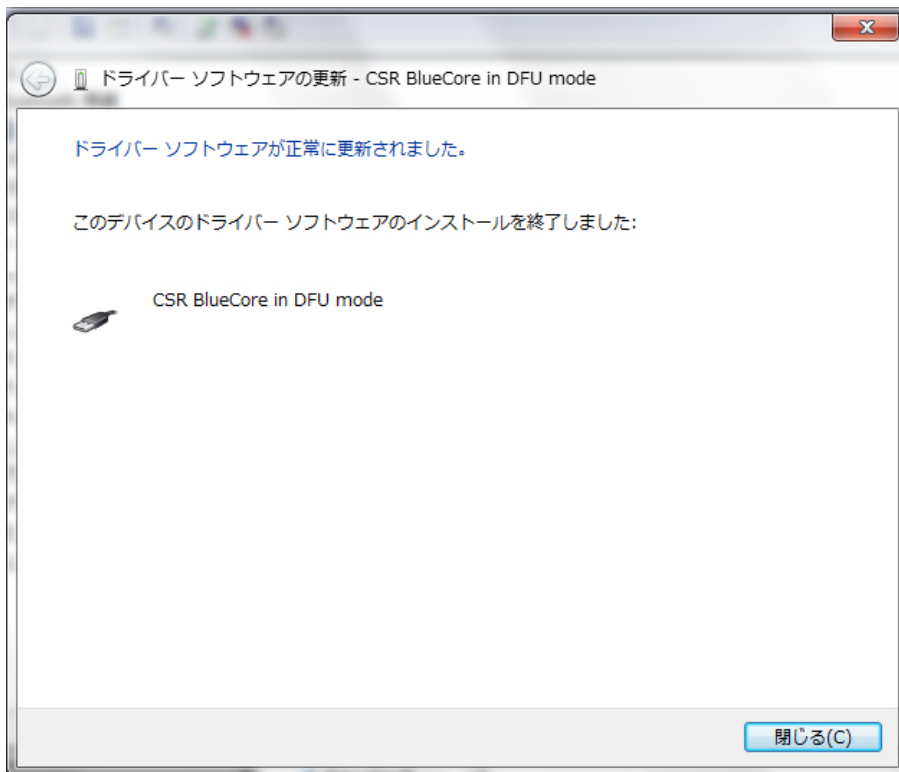 ドライバー ソフトウェアの更新 - CSR BlueCore in DFU mode
ドライバー ソフトウェアが正常に更新されました。
このデバイスのドライバー ソフトウェアのインストールを終了しました:
CSR BlueCore in DFU mode
閉じる(C)